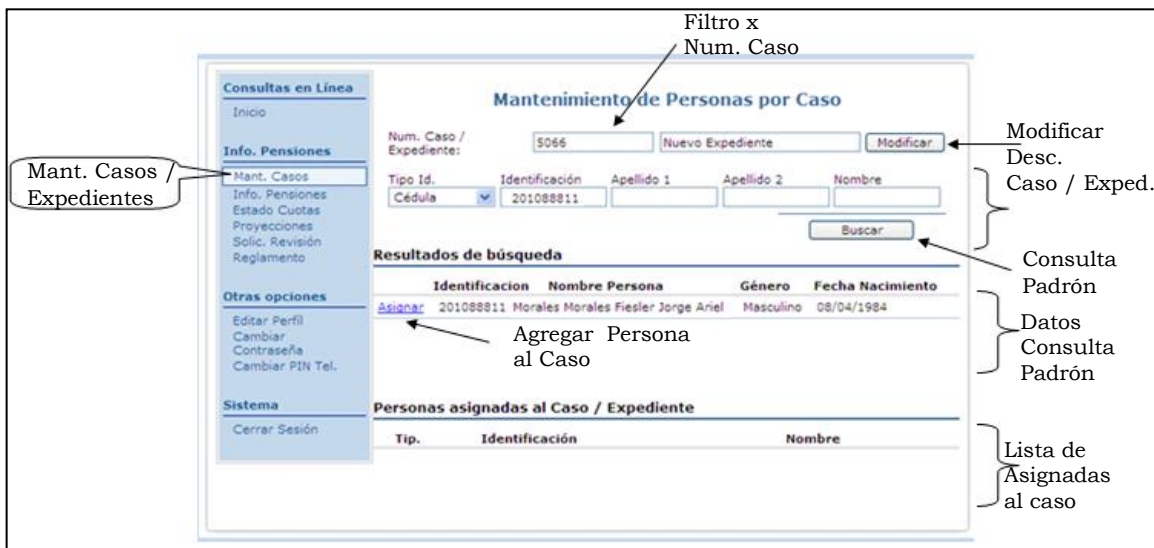 Filtro x
Num. Caso
Consultas en Línea
Inicio
Info. Pensiones
Mant. Casos
Info. Pensiones
Estado Cuotas
Proyecciones
Solic. Revisión
Reglamento
Otras opciones
Editar Perfil
Cambiar
Contraseña
Cambiar PIN Tel.
Sistema
Cerrar Sesión
Mant. Casos /
Expedientes
Mantenimiento de Personas por Caso
Num. Caso /
Expediente:
5066 Nuevo Expediente Modificar
Tipo Id. Identificación Apellido 1 Apellido 2 Nombre
Cédula 201088811
Buscar
Resultados de búsqueda
Identificacion Nombre Persona Género Fecha Nacimiento
Asignar 201088811 Morales Morales Fiesler Jorge Ariel Masculino 08/04/1984
Agregar Persona
al Caso
Personas asignadas al Caso / Expediente
Tip. Identificación Nombre
Modificar
Desc.
Caso / Exped.
Consulta
Padrón
Datos
Consulta
Padrón
Lista de
Asignadas
al caso